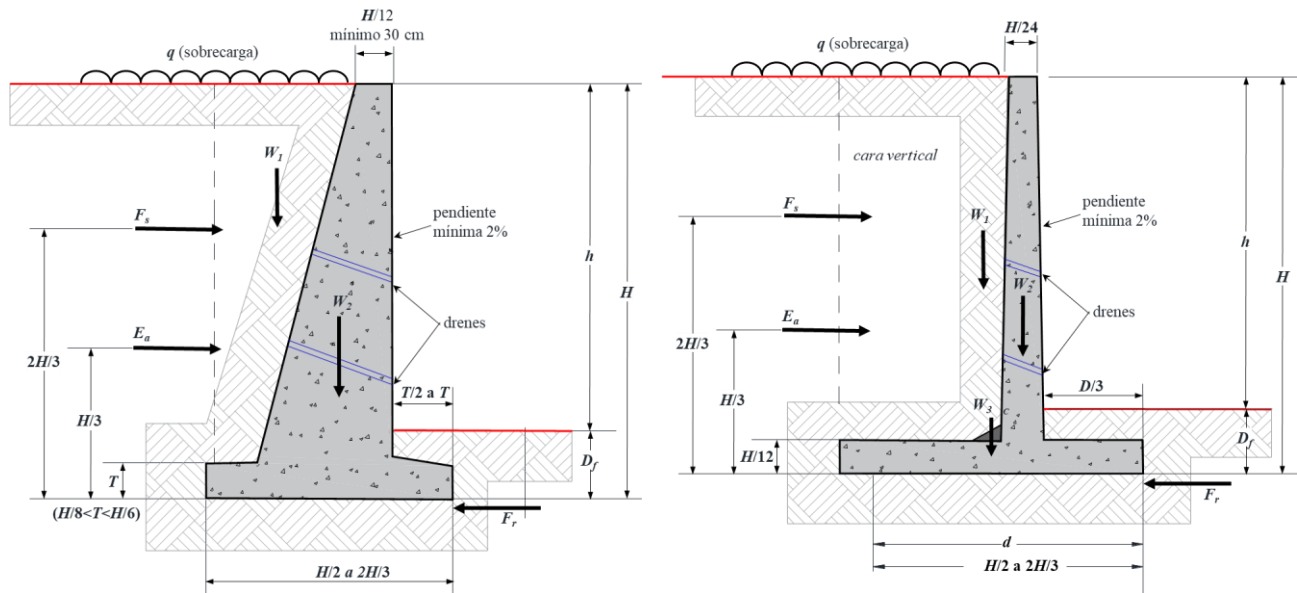 H/12
mínimo 30 cm
q (sobrecarga)
W₁
Fₛ
pendiente
mínima 2%
h
H
2H/3
W₂
drenes
Eₐ
H/3
T/2 a T
T
D_f
(H/8<T<H/6)
Fᵣ
H/2 a 2H/3
H/24
q (sobrecarga)
cara vertical
Fₛ
W₁
pendiente
mínima 2%
h
H
2H/3
W₂
drenes
Eₐ
H/3
D/3
W₃
c
H/12
D_f
Fᵣ
d
H/2 a 2H/3